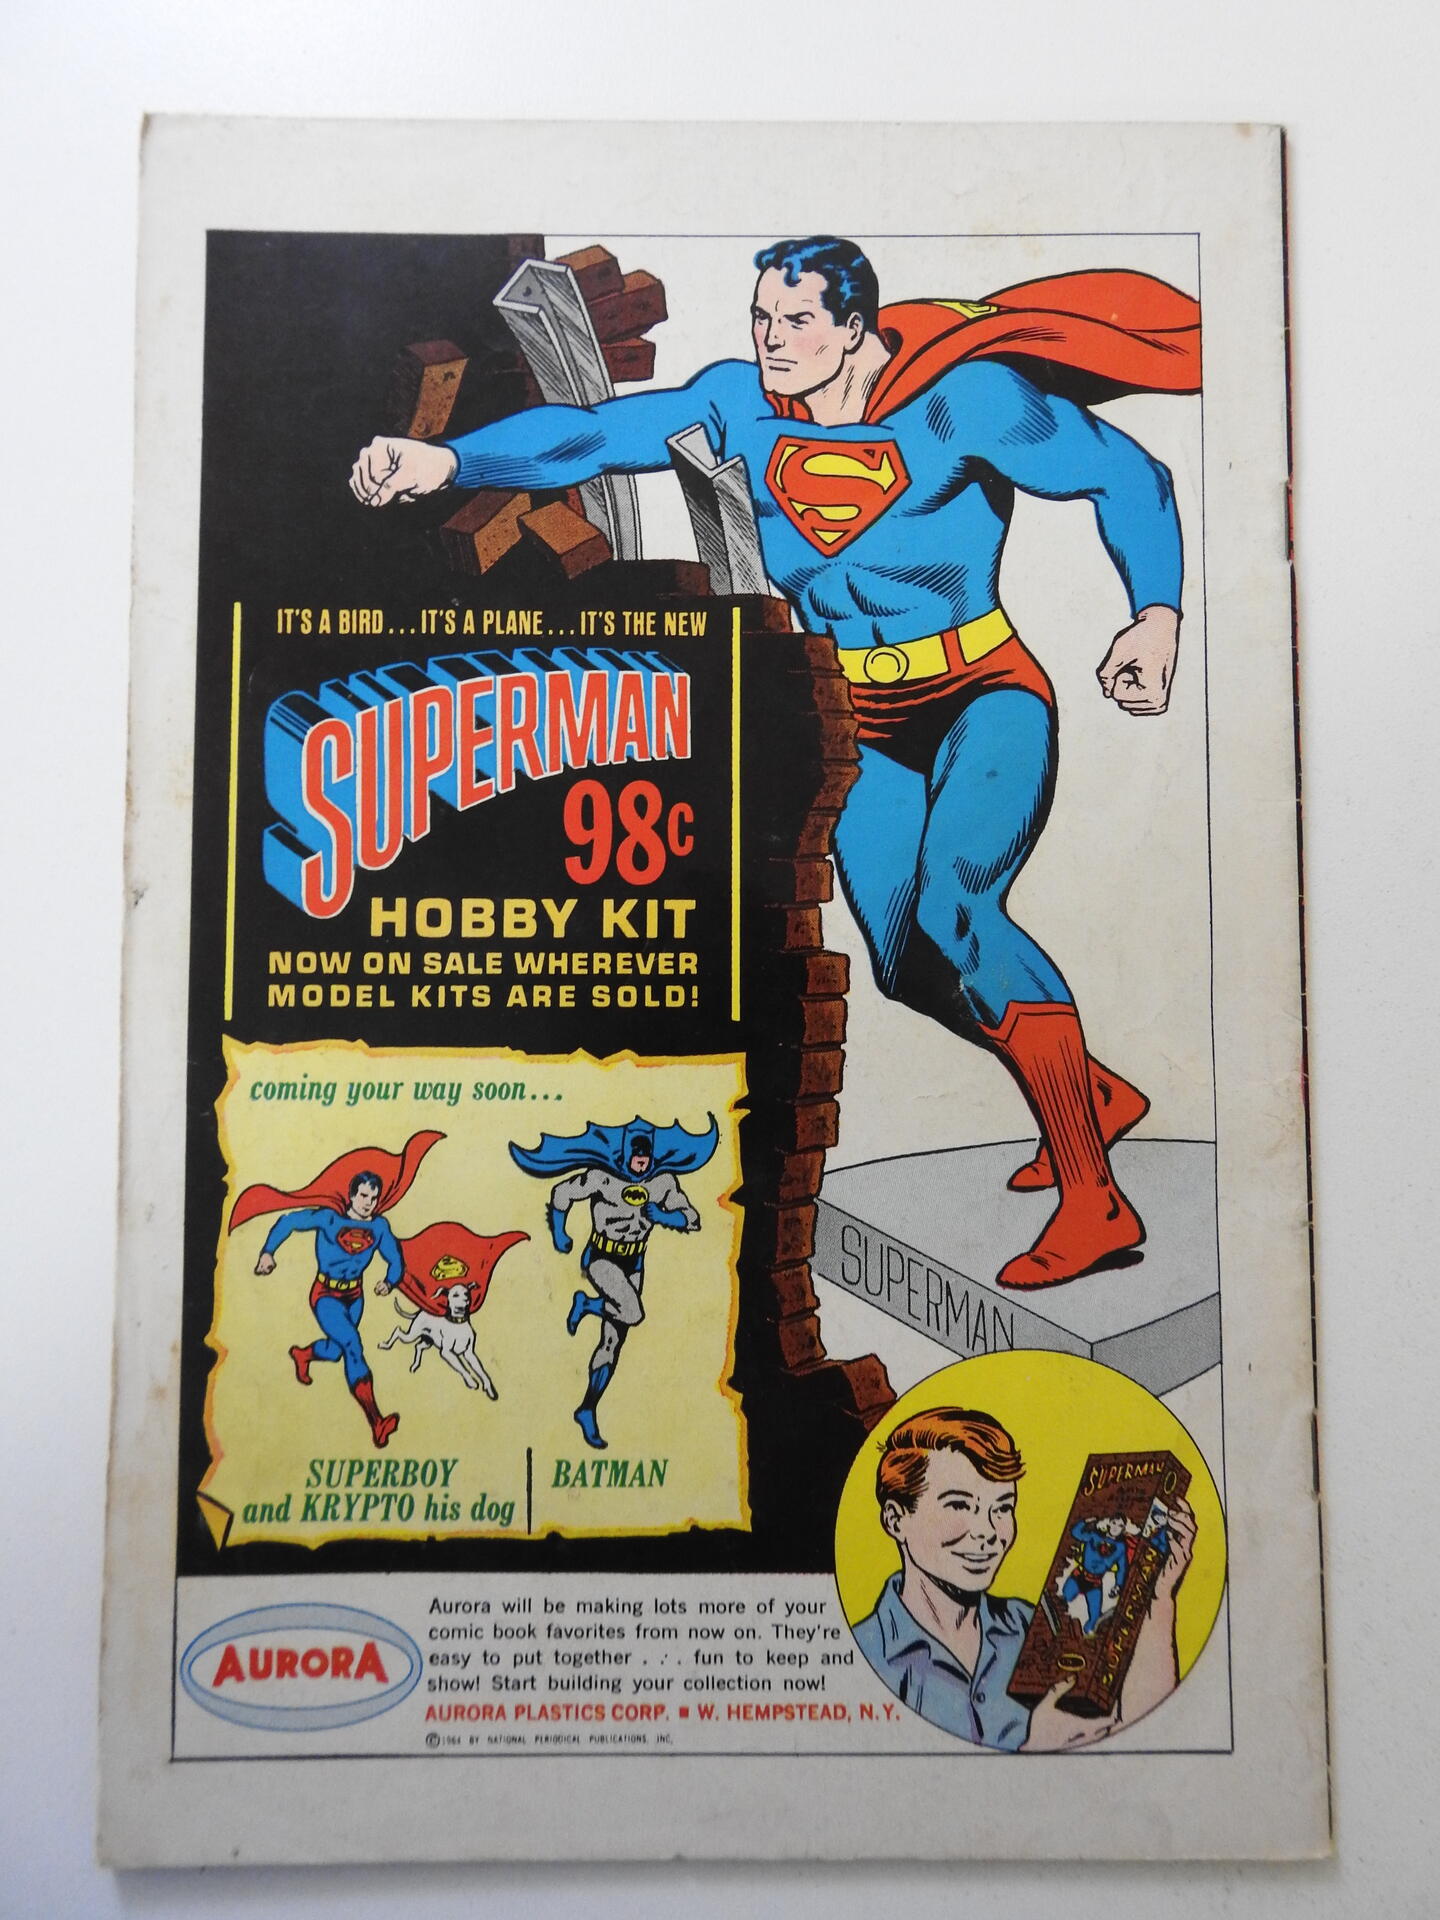 IT'S A BIRD...IT'S A PLANE...IT'S THE NEW
SUPERMAN
98c
HOBBY KIT
NOW ON SALE WHEREVER
MODEL KITS ARE SOLD!
coming your way soon...
SUPERBOY
and KRYPTO his dog
BATMAN
SUPERMAN
SUPERMAN
SUPERMAN
AURORA
Aurora will be making lots more of your
comic book favorites from now on. They're
easy to put together . . . fun to keep and
show! Start building your collection now!
AURORA PLASTICS CORP. ■ W. HEMPSTEAD, N.Y.
©1964 BY NATIONAL PERIODICAL PUBLICATIONS, INC.